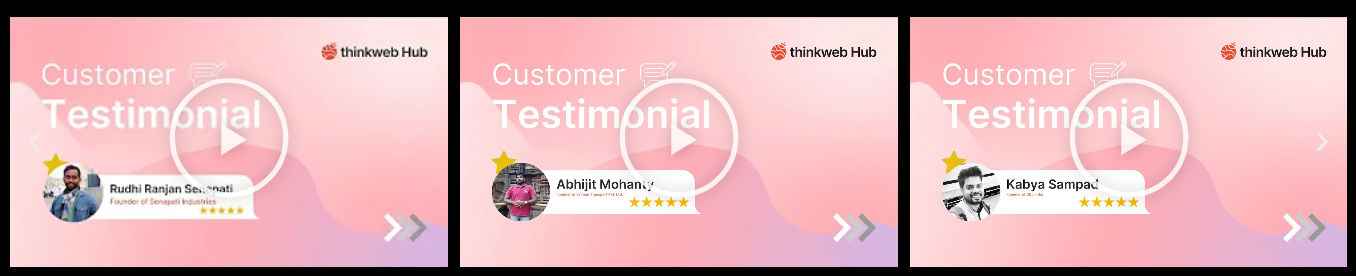 thinkweb Hub
Customer
Testimonial
Rudhi Ranjan Senapati
Founder of Senapati Industries
thinkweb Hub
Customer
Testimonial
Abhijit Mohanty
thinkweb Hub
Customer
Testimonial
Kabya Sampad